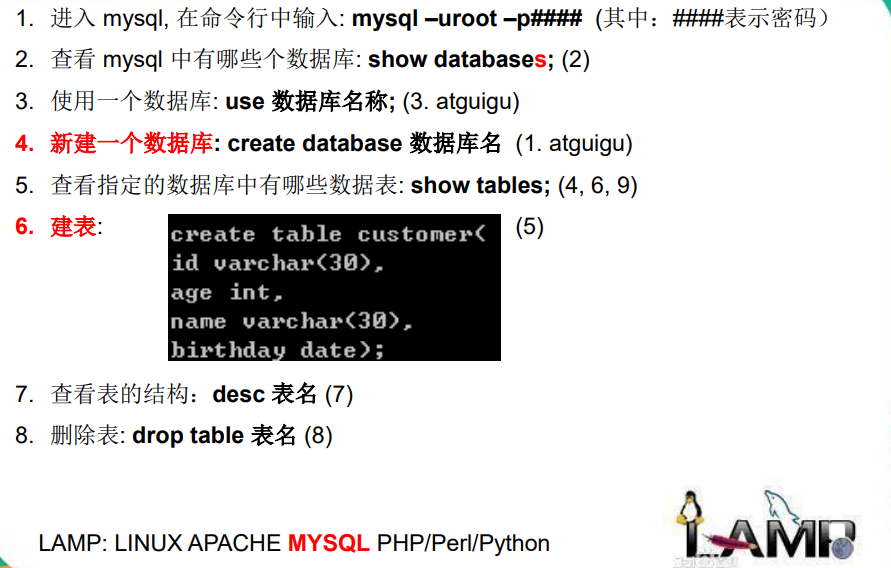 1. 进入 mysql, 在命令行中输入: mysql –uroot –p#### (其中：####表示密码）
2. 查看 mysql 中有哪些个数据库: show databases; (2)
3. 使用一个数据库: use 数据库名称; (3. atguigu)
4. 新建一个数据库: create database 数据库名 (1. atguigu)
5. 查看指定的数据库中有哪些数据表: show tables; (4, 6, 9)
6. 建表: (5)
create table customer(
id varchar(30),
age int,
name varchar(30),
birthday date);
7. 查看表的结构：desc 表名 (7)
8. 删除表: drop table 表名 (8)
LAMP: LINUX APACHE MYSQL PHP/Perl/Python
LAMP